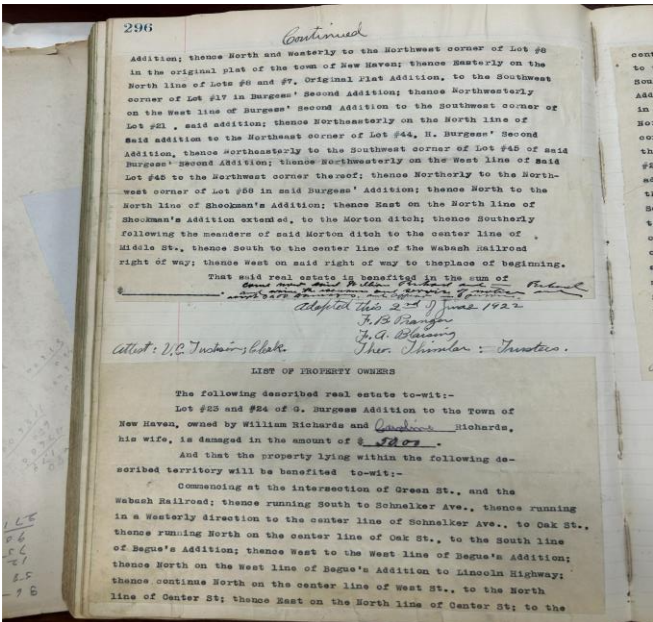 296
Continued
Addition; thence North and Westerly to the Northwest corner of Lot #8
in the original plat of the town of New Haven; thence Easterly on the
North line of Lots #8 and #7, Original Plat Addition, to the Southwest
corner of Lot #17 in Burgess' Second Addition; thence Northwesterly
on the West line of Burgess' Second Addition to the Southwest corner of
Lot #21 , said addition; thence Northeasterly on the North line of
Said addition to the Northeast corner of Lot #44, H. Burgess' Second
Addition, thence Northeasterly to the Southwest corner of Lot #45 of said
Burgess' Second Addition; thence Northwesterly on the West line of Said
Lot #45 to the Northwest corner thereof; thence Northerly to the North-
west corner of Lot #58 in said Burgess' Addition; thence North to the
North line of Shookman's Addition; thence East on the North line of
Shookman's Addition extended, to the Morton ditch; thence Southerly
following the meanders of said Morton ditch to the center line of
Middle St., thence South to the center line of the Wabash Railroad
right of way; thence West on said right of way to theplace of beginning.
That said real estate is benefited in the sum of
$
come now said William Richard and Richard
and service of notice and
Adopted this 2nd of June 1922
F. B. Pranger
F. A. Blaising
Attest: V.C. Clerk. Theo. Thimlar : Trustees.
LIST OF PROPERTY OWNERS
The following described real estate to-wit:-
Lot #23 and #24 of G. Burgess Addition to the Town of
New Haven, owned by William Richards and Caroline Richards,
his wife, is damaged in the amount of $ 50.00 .
And that the property lying within the following de-
scribed territory will be benefited to-wit:-
Commencing at the intersection of Green St., and the
Wabash Railroad; thence running South to Schnelker Ave., thence running
in a Westerly direction to the center line of Schnelker Ave., to Oak St.,
thence running North on the center line of Oak St., to the South line
of Begue's Addition; thence West to the West line of Begue's Addition;
thence North on the West line of Begue's Addition to Lincoln Highway;
thence continue North on the center line of West St., to the North
line of Center St; thence East on the North line of Center St; to the